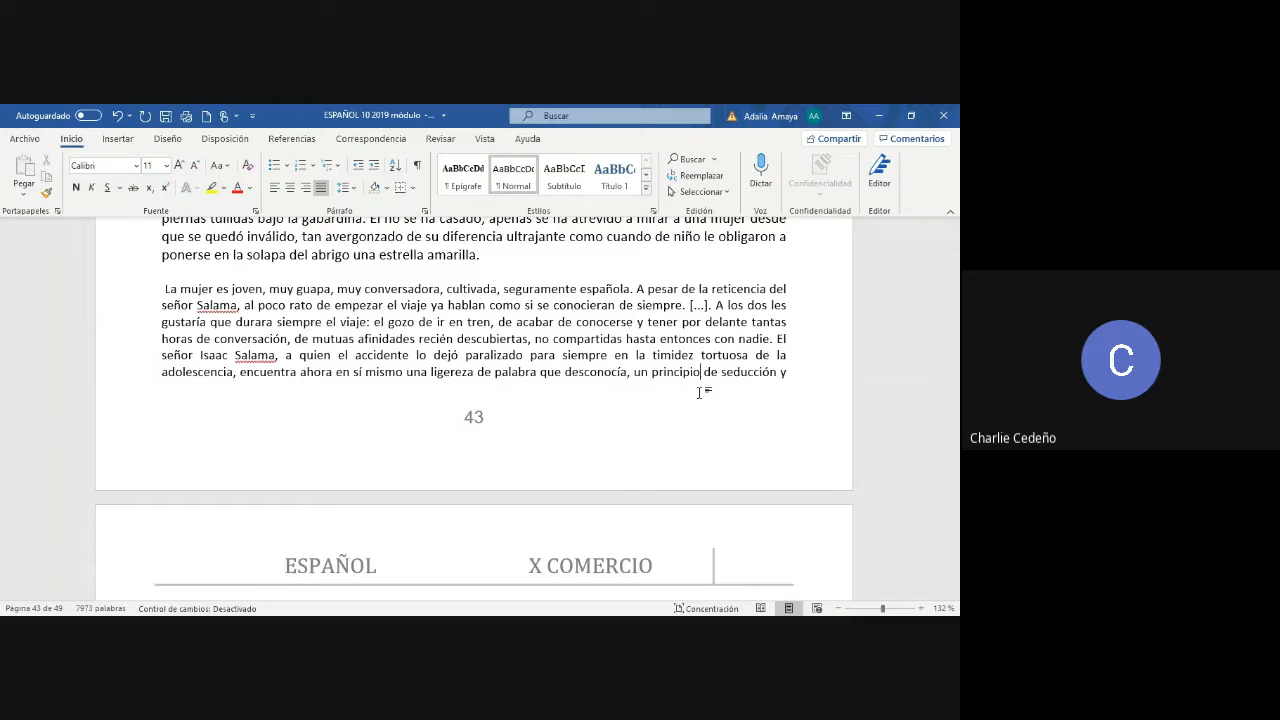 Autoguardado
ESPAÑOL 10 2019 módulo -...
Buscar
Adalia Amaya
AA
Archivo Inicio Insertar Diseño Disposición Referencias Correspondencia Revisar Vista Ayuda
Compartir
Comentarios
Pegar
Calibri
11
N K S
AaBbCcDd AaBbCcDc AaBbCcD AaBbC
¶ Epígrafe ¶ Normal Subtítulo Título 1
Buscar
Reemplazar
Seleccionar
Dictar
Confidencialidad
Editor
Portapapeles
Fuente
Párrafo
Estilos
Edición
Voz
Confidencialidad
Editor
piernas tullidas bajo la gabardina. Él no se ha casado, apenas se ha atrevido a mirar a una mujer desde
que se quedó inválido, tan avergonzado de su diferencia ultrajante como cuando de niño le obligaron a
ponerse en la solapa del abrigo una estrella amarilla.
La mujer es joven, muy guapa, muy conversadora, cultivada, seguramente española. A pesar de la reticencia del
señor Salama, al poco rato de empezar el viaje ya hablan como si se conocieran de siempre. [...]. A los dos les
gustaría que durara siempre el viaje: el gozo de ir en tren, de acabar de conocerse y tener por delante tantas
horas de conversación, de mutuas afinidades recién descubiertas, no compartidas hasta entonces con nadie. El
señor Isaac Salama, a quien el accidente lo dejó paralizado para siempre en la timidez tortuosa de la
adolescencia, encuentra ahora en sí mismo una ligereza de palabra que desconocía, un principio de seducción y
43
ESPAÑOL X COMERCIO
Página 43 de 49 7973 palabras Control de cambios: Desactivado
Concentración
132 %
C
Charlie Cedeño